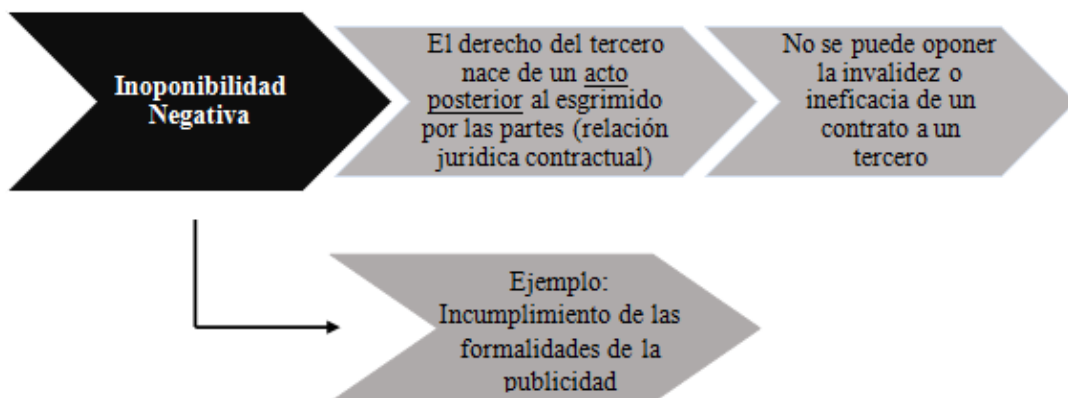 Inoponibilidad
Negativa
El derecho del tercero
nace de un acto
posterior al esgrimido
por las partes (relación
juridica contractual)
No se puede oponer
la invalidez o
ineficacia de un
contrato a un
tercero
Ejemplo:
Incumplimiento de las
formalidades de la
publicidad